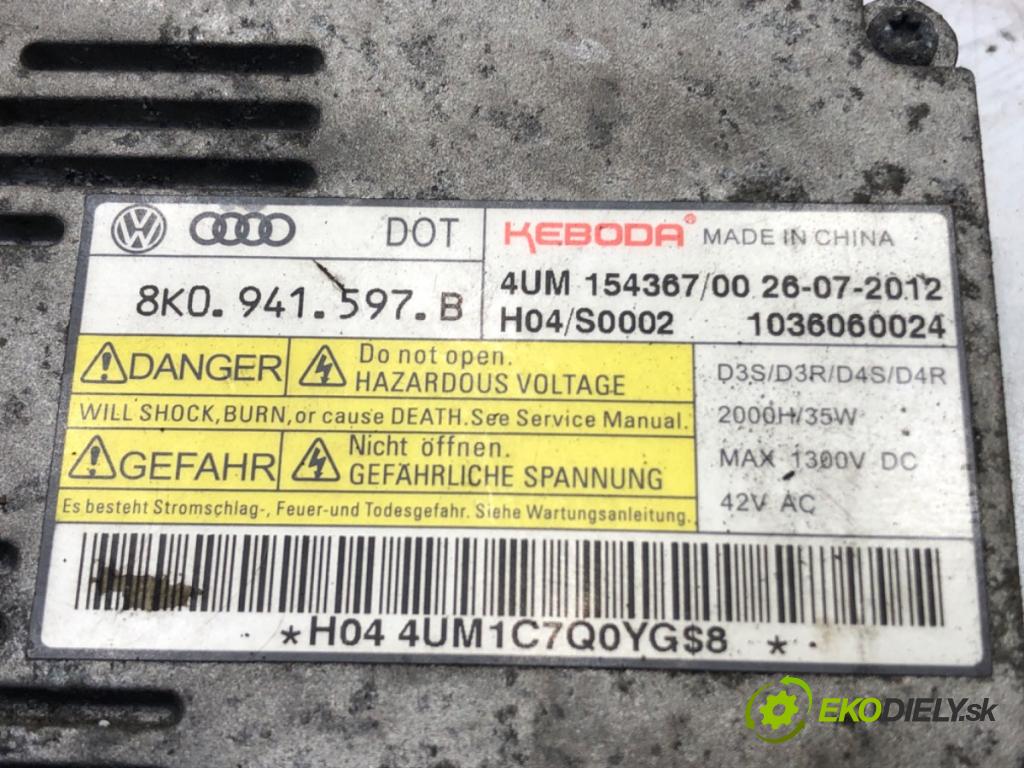 DOT
KEBODA® MADE IN CHINA
8K0.941.597.B
4UM 154367/00 26-07-2012
H04/S0002 1036060024
DANGER
Do not open.
HAZARDOUS VOLTAGE
WILL SHOCK, BURN, or cause DEATH. See Service Manual.
GEFAHR
Nicht öffnen.
GEFÄHRLICHE SPANNUNG
Es besteht Stromschlag-, Feuer-und Todesgefahr. Siehe Wartungsanleitung.
D3S/D3R/D4S/D4R
2000H/35W
MAX 1300V DC
42V AC
*H04 4UM1C7Q0YG$8 *
EKODIELY.sk